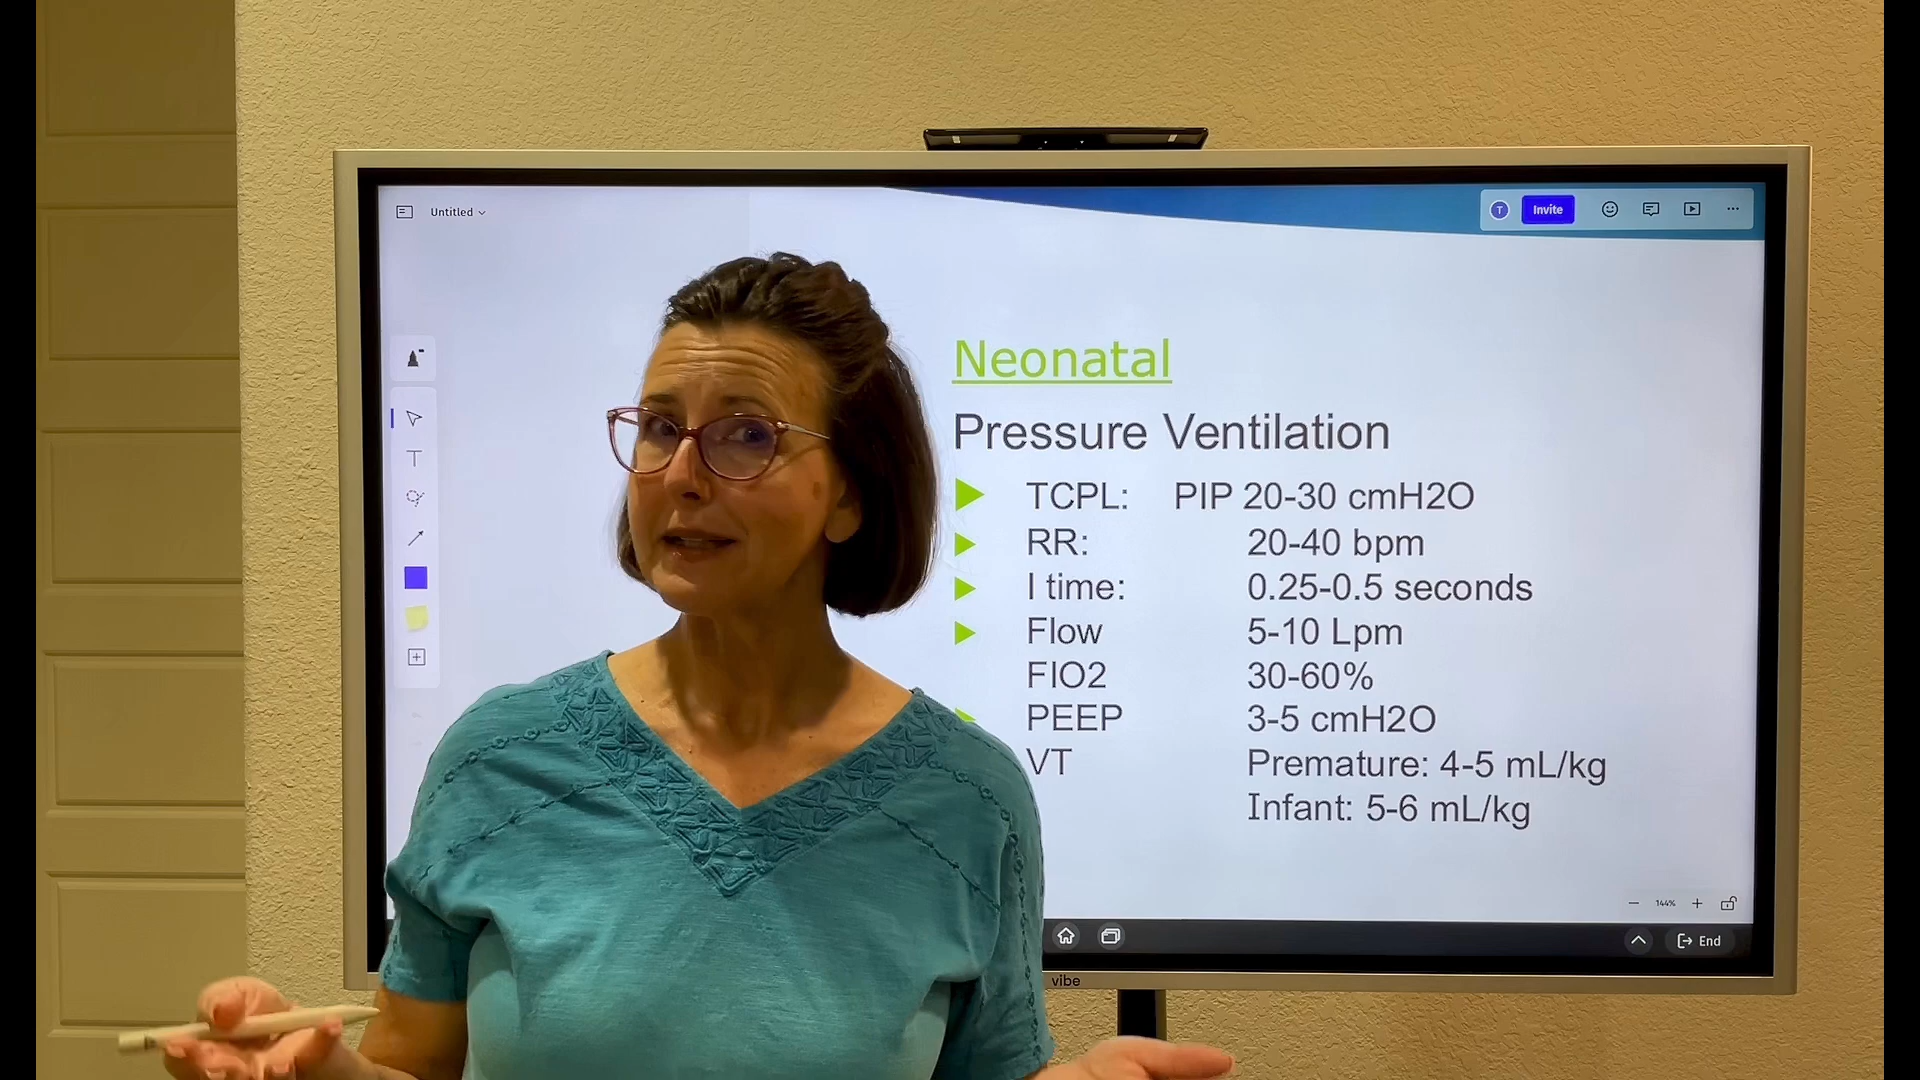 Untitled
T
Invite
Neonatal
Pressure Ventilation
TCPL: PIP 20-30 cmH2O
RR: 20-40 bpm
I time: 0.25-0.5 seconds
Flow 5-10 Lpm
FIO2 30-60%
PEEP 3-5 cmH2O
VT Premature: 4-5 mL/kg
Infant: 5-6 mL/kg
144%
End
vibe